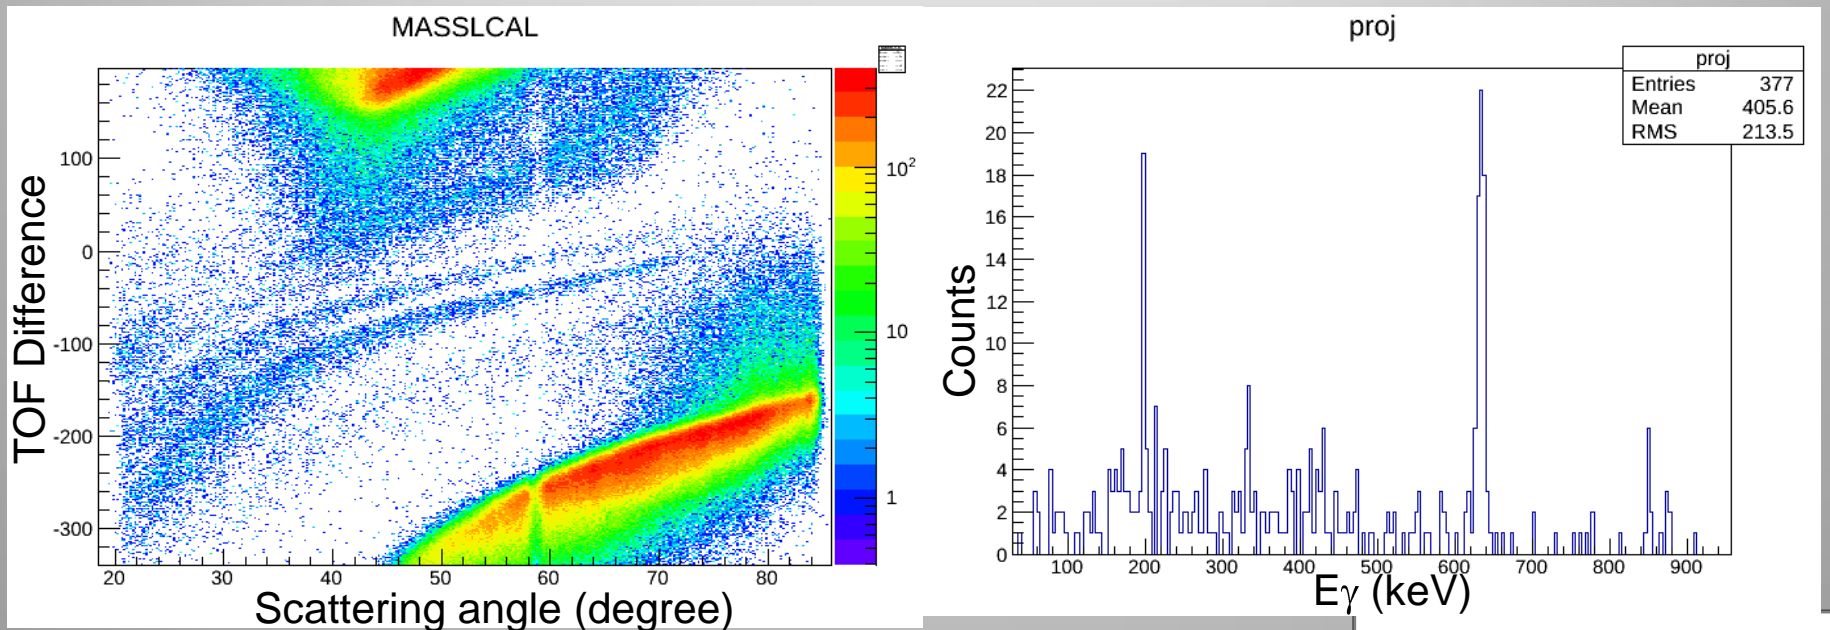 MASSLCAL
TOF Difference
100
0
-100
-200
-300
20 30 40 50 60 70 80
Scattering angle (degree)
10²
10
1
proj
proj
Entries 377
Mean 405.6
RMS 213.5
Counts
22
20
18
16
14
12
10
8
6
4
2
0
100 200 300 400 500 600 700 800 900
Eγ (keV)